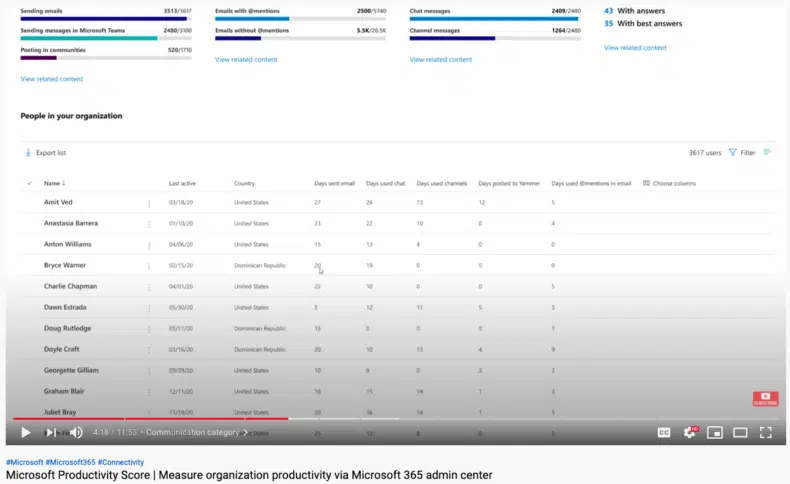 Sending emails 3513/3617 Emails with @mentions 2500/5740 Chat messages 2409/2480 43 With answers
35 With best answers
Sending messages in Microsoft Teams 2480/3100 Emails without @mentions 5.5K/20.5K Channel messages 1264/2480
View related content
Posting in communities 520/1710
View related content View related content
View related content
People in your organization
Export list 3617 users Filter
Name ↓ Last active Country Days sent email Days used chat Days used channels Days posted to Yammer Days used @mentions in email Choose columns
Amit Ved 03/18/20 United States 27 26 13 12 5
Anastasia Barrera 01/10/20 United States 23 22 10 0 4
Anton Williams 04/06/20 United States 15 13 4 0 0
Bryce Warner 02/15/20 Dominican Republic 20 19 0 0 0
Charlie Chapman 04/01/20 United States 22 10 0 0 5
Dawn Estrada 05/30/20 United States 5 12 11 5 3
Doug Rutledge 05/11/20 Dominican Republic 15 0 0 0 1
Doyle Craft 03/16/20 Dominican Republic 20 10 13 4 9
Georgette Gilliam 09/29/20 United States 10 9 0 3 3
Graham Blair 12/11/20 United States 16 15 14 1 3
SUBSCRIBE
Juliet Bray 11/19/20 United States 20 16 14 1 5
4:18 / 11:53 • Communication category > CC HD
#Microsoft #Microsoft365 #Connectivity
Microsoft Productivity Score | Measure organization productivity via Microsoft 365 admin center